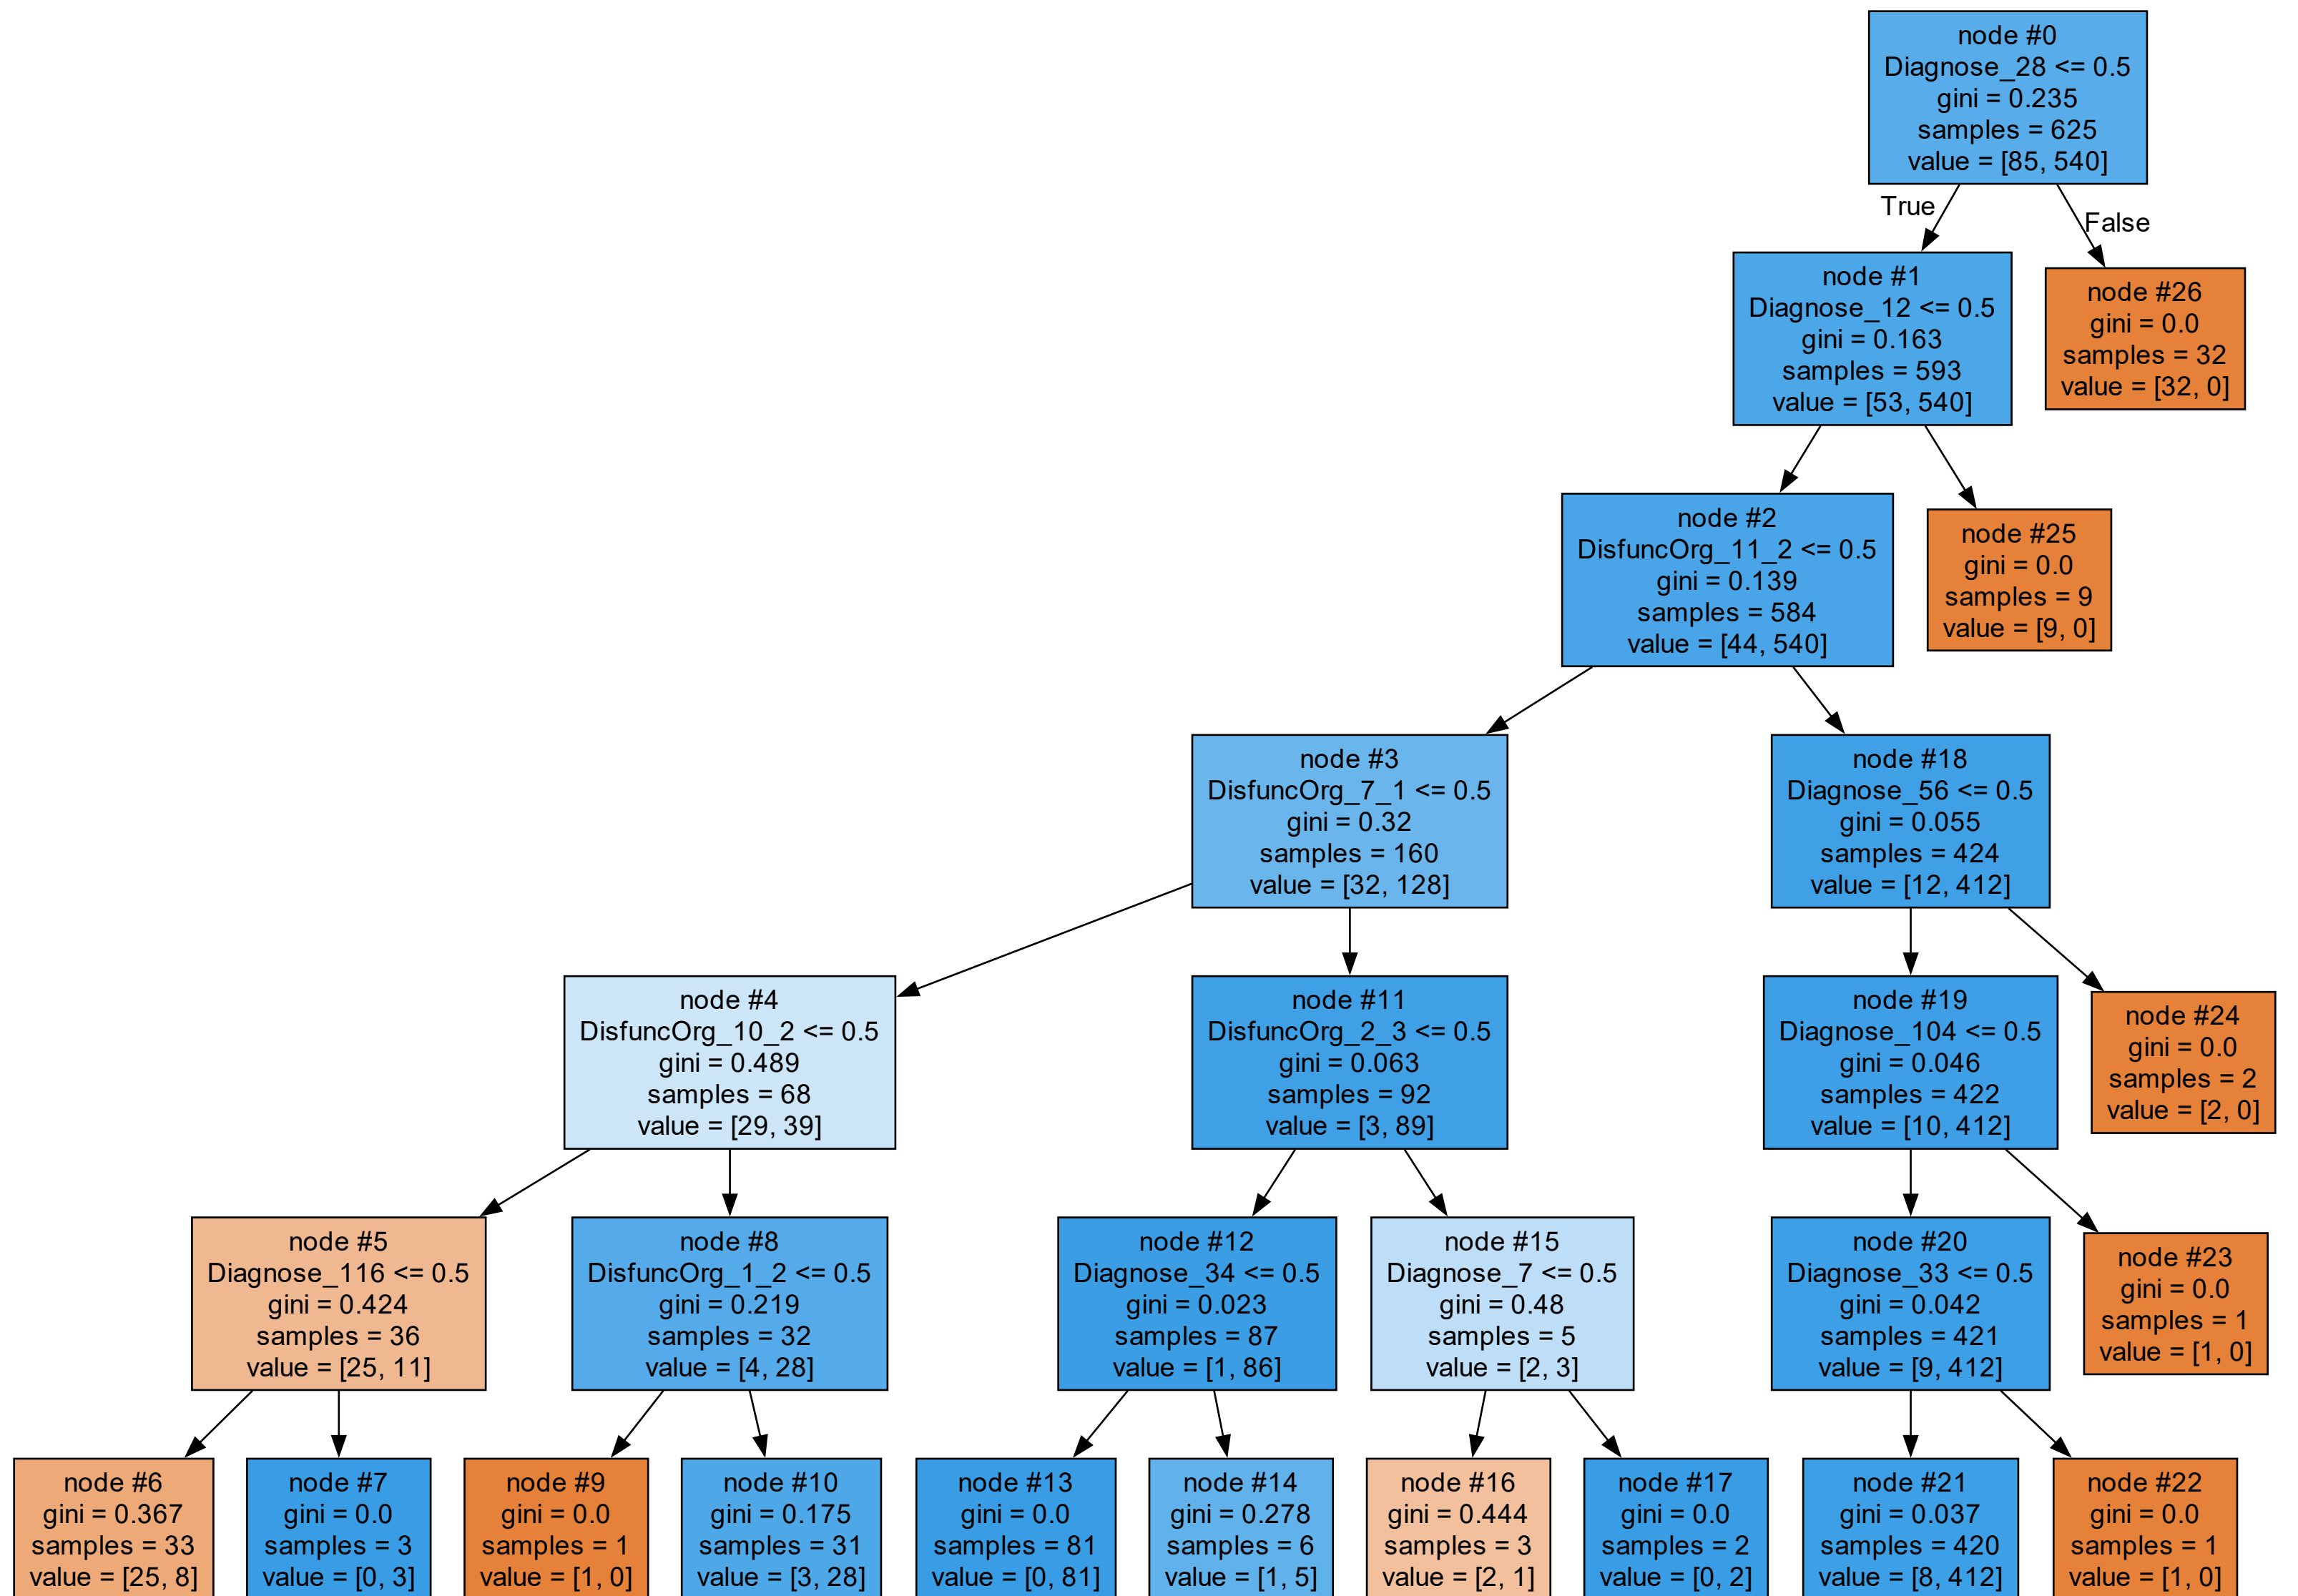 node #0
Diagnose_28 <= 0.5
gini = 0.235
samples = 625
value = [85, 540]
True
False
node #1
Diagnose_12 <= 0.5
gini = 0.163
samples = 593
value = [53, 540]
node #26
gini = 0.0
samples = 32
value = [32, 0]
node #2
DisfuncOrg_11_2 <= 0.5
gini = 0.139
samples = 584
value = [44, 540]
node #25
gini = 0.0
samples = 9
value = [9, 0]
node #3
DisfuncOrg_7_1 <= 0.5
gini = 0.32
samples = 160
value = [32, 128]
node #18
Diagnose_56 <= 0.5
gini = 0.055
samples = 424
value = [12, 412]
node #4
DisfuncOrg_10_2 <= 0.5
gini = 0.489
samples = 68
value = [29, 39]
node #11
DisfuncOrg_2_3 <= 0.5
gini = 0.063
samples = 92
value = [3, 89]
node #19
Diagnose_104 <= 0.5
gini = 0.046
samples = 422
value = [10, 412]
node #24
gini = 0.0
samples = 2
value = [2, 0]
node #5
Diagnose_116 <= 0.5
gini = 0.424
samples = 36
value = [25, 11]
node #8
DisfuncOrg_1_2 <= 0.5
gini = 0.219
samples = 32
value = [4, 28]
node #12
Diagnose_34 <= 0.5
gini = 0.023
samples = 87
value = [1, 86]
node #15
Diagnose_7 <= 0.5
gini = 0.48
samples = 5
value = [2, 3]
node #20
Diagnose_33 <= 0.5
gini = 0.042
samples = 421
value = [9, 412]
node #23
gini = 0.0
samples = 1
value = [1, 0]
node #6
gini = 0.367
samples = 33
value = [25, 8]
node #7
gini = 0.0
samples = 3
value = [0, 3]
node #9
gini = 0.0
samples = 1
value = [1, 0]
node #10
gini = 0.175
samples = 31
value = [3, 28]
node #13
gini = 0.0
samples = 81
value = [0, 81]
node #14
gini = 0.278
samples = 6
value = [1, 5]
node #16
gini = 0.444
samples = 3
value = [2, 1]
node #17
gini = 0.0
samples = 2
value = [0, 2]
node #21
gini = 0.037
samples = 420
value = [8, 412]
node #22
gini = 0.0
samples = 1
value = [1, 0]